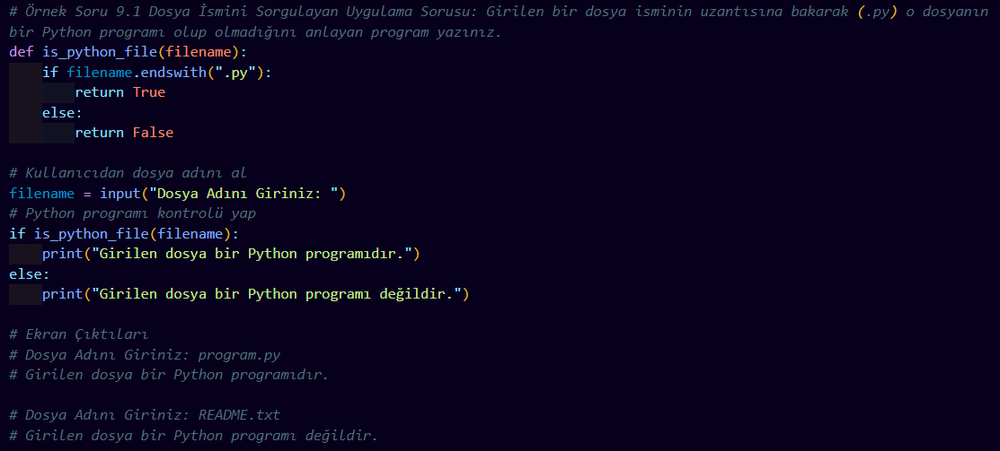 # Örnek Soru 9.1 Dosya İsmini Sorgulayan Uygulama Sorusu: Girilen bir dosya isminin uzantısına bakarak (.py) o dosyanın
bir Python programı olup olmadığını anlayan program yazınız.
def is_python_file(filename):
    if filename.endswith(".py"):
        return True
    else:
        return False

# Kullanıcıdan dosya adını al
filename = input("Dosya Adını Giriniz: ")
# Python programı kontrolü yap
if is_python_file(filename):
    print("Girilen dosya bir Python programıdır.")
else:
    print("Girilen dosya bir Python programı değildir.")

# Ekran Çıktıları
# Dosya Adını Giriniz: program.py
# Girilen dosya bir Python programıdır.

# Dosya Adını Giriniz: README.txt
# Girilen dosya bir Python programı değildir.